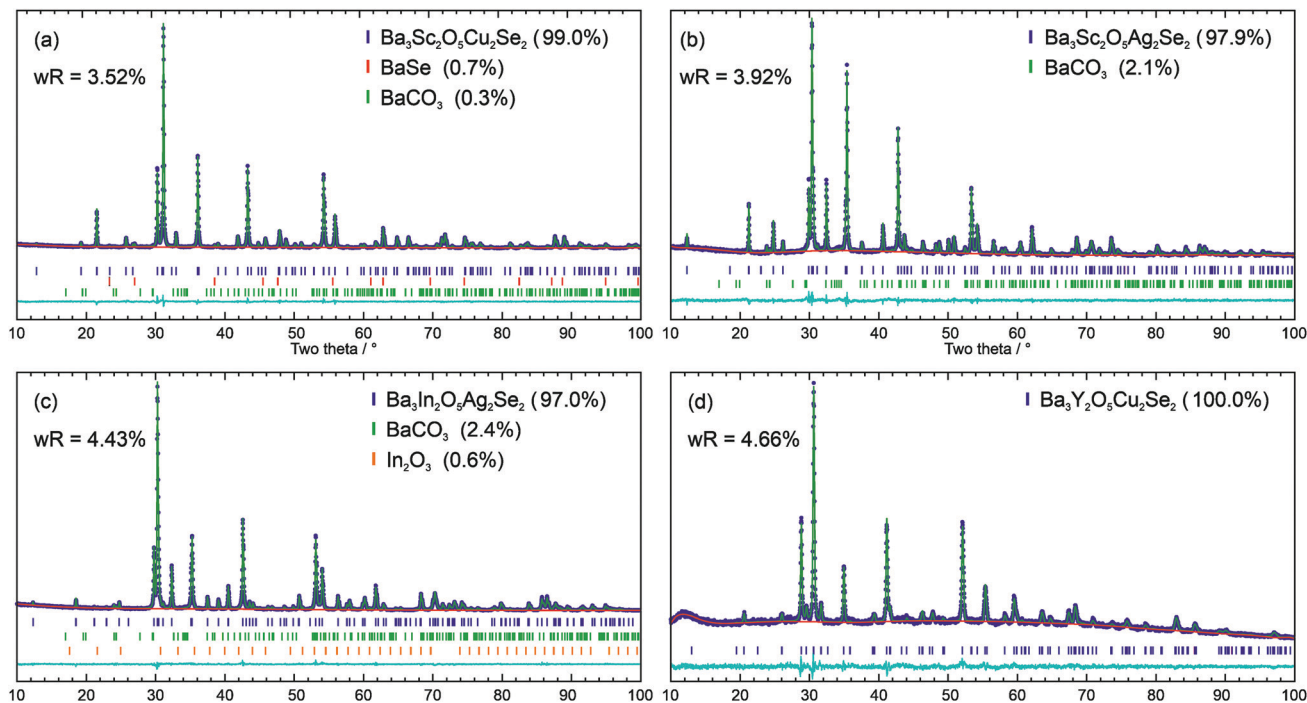 (a)
Ba₃Sc₂O₅Cu₂Se₂ (99.0%)
wR = 3.52%
BaSe (0.7%)
BaCO₃ (0.3%)
10 20 30 40 50 60 70 80 90 100
Two theta / °
(b)
Ba₃Sc₂O₅Ag₂Se₂ (97.9%)
wR = 3.92%
BaCO₃ (2.1%)
10 20 30 40 50 60 70 80 90 100
Two theta / °
(c)
Ba₃In₂O₅Ag₂Se₂ (97.0%)
wR = 4.43%
BaCO₃ (2.4%)
In₂O₃ (0.6%)
10 20 30 40 50 60 70 80 90 100
(d)
Ba₃Y₂O₅Cu₂Se₂ (100.0%)
wR = 4.66%
10 20 30 40 50 60 70 80 90 100